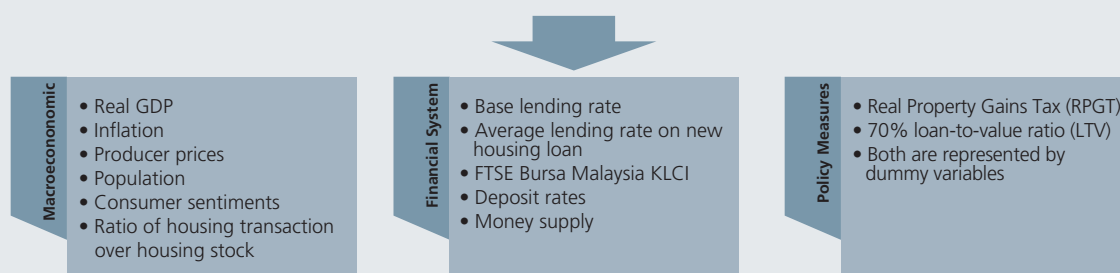 Macroeconomic
• Real GDP
• Inflation
• Producer prices
• Population
• Consumer sentiments
• Ratio of housing transaction
over housing stock
Financial System
• Base lending rate
• Average lending rate on new
housing loan
• FTSE Bursa Malaysia KLCI
• Deposit rates
• Money supply
Policy Measures
• Real Property Gains Tax (RPGT)
• 70% loan-to-value ratio (LTV)
• Both are represented by
dummy variables